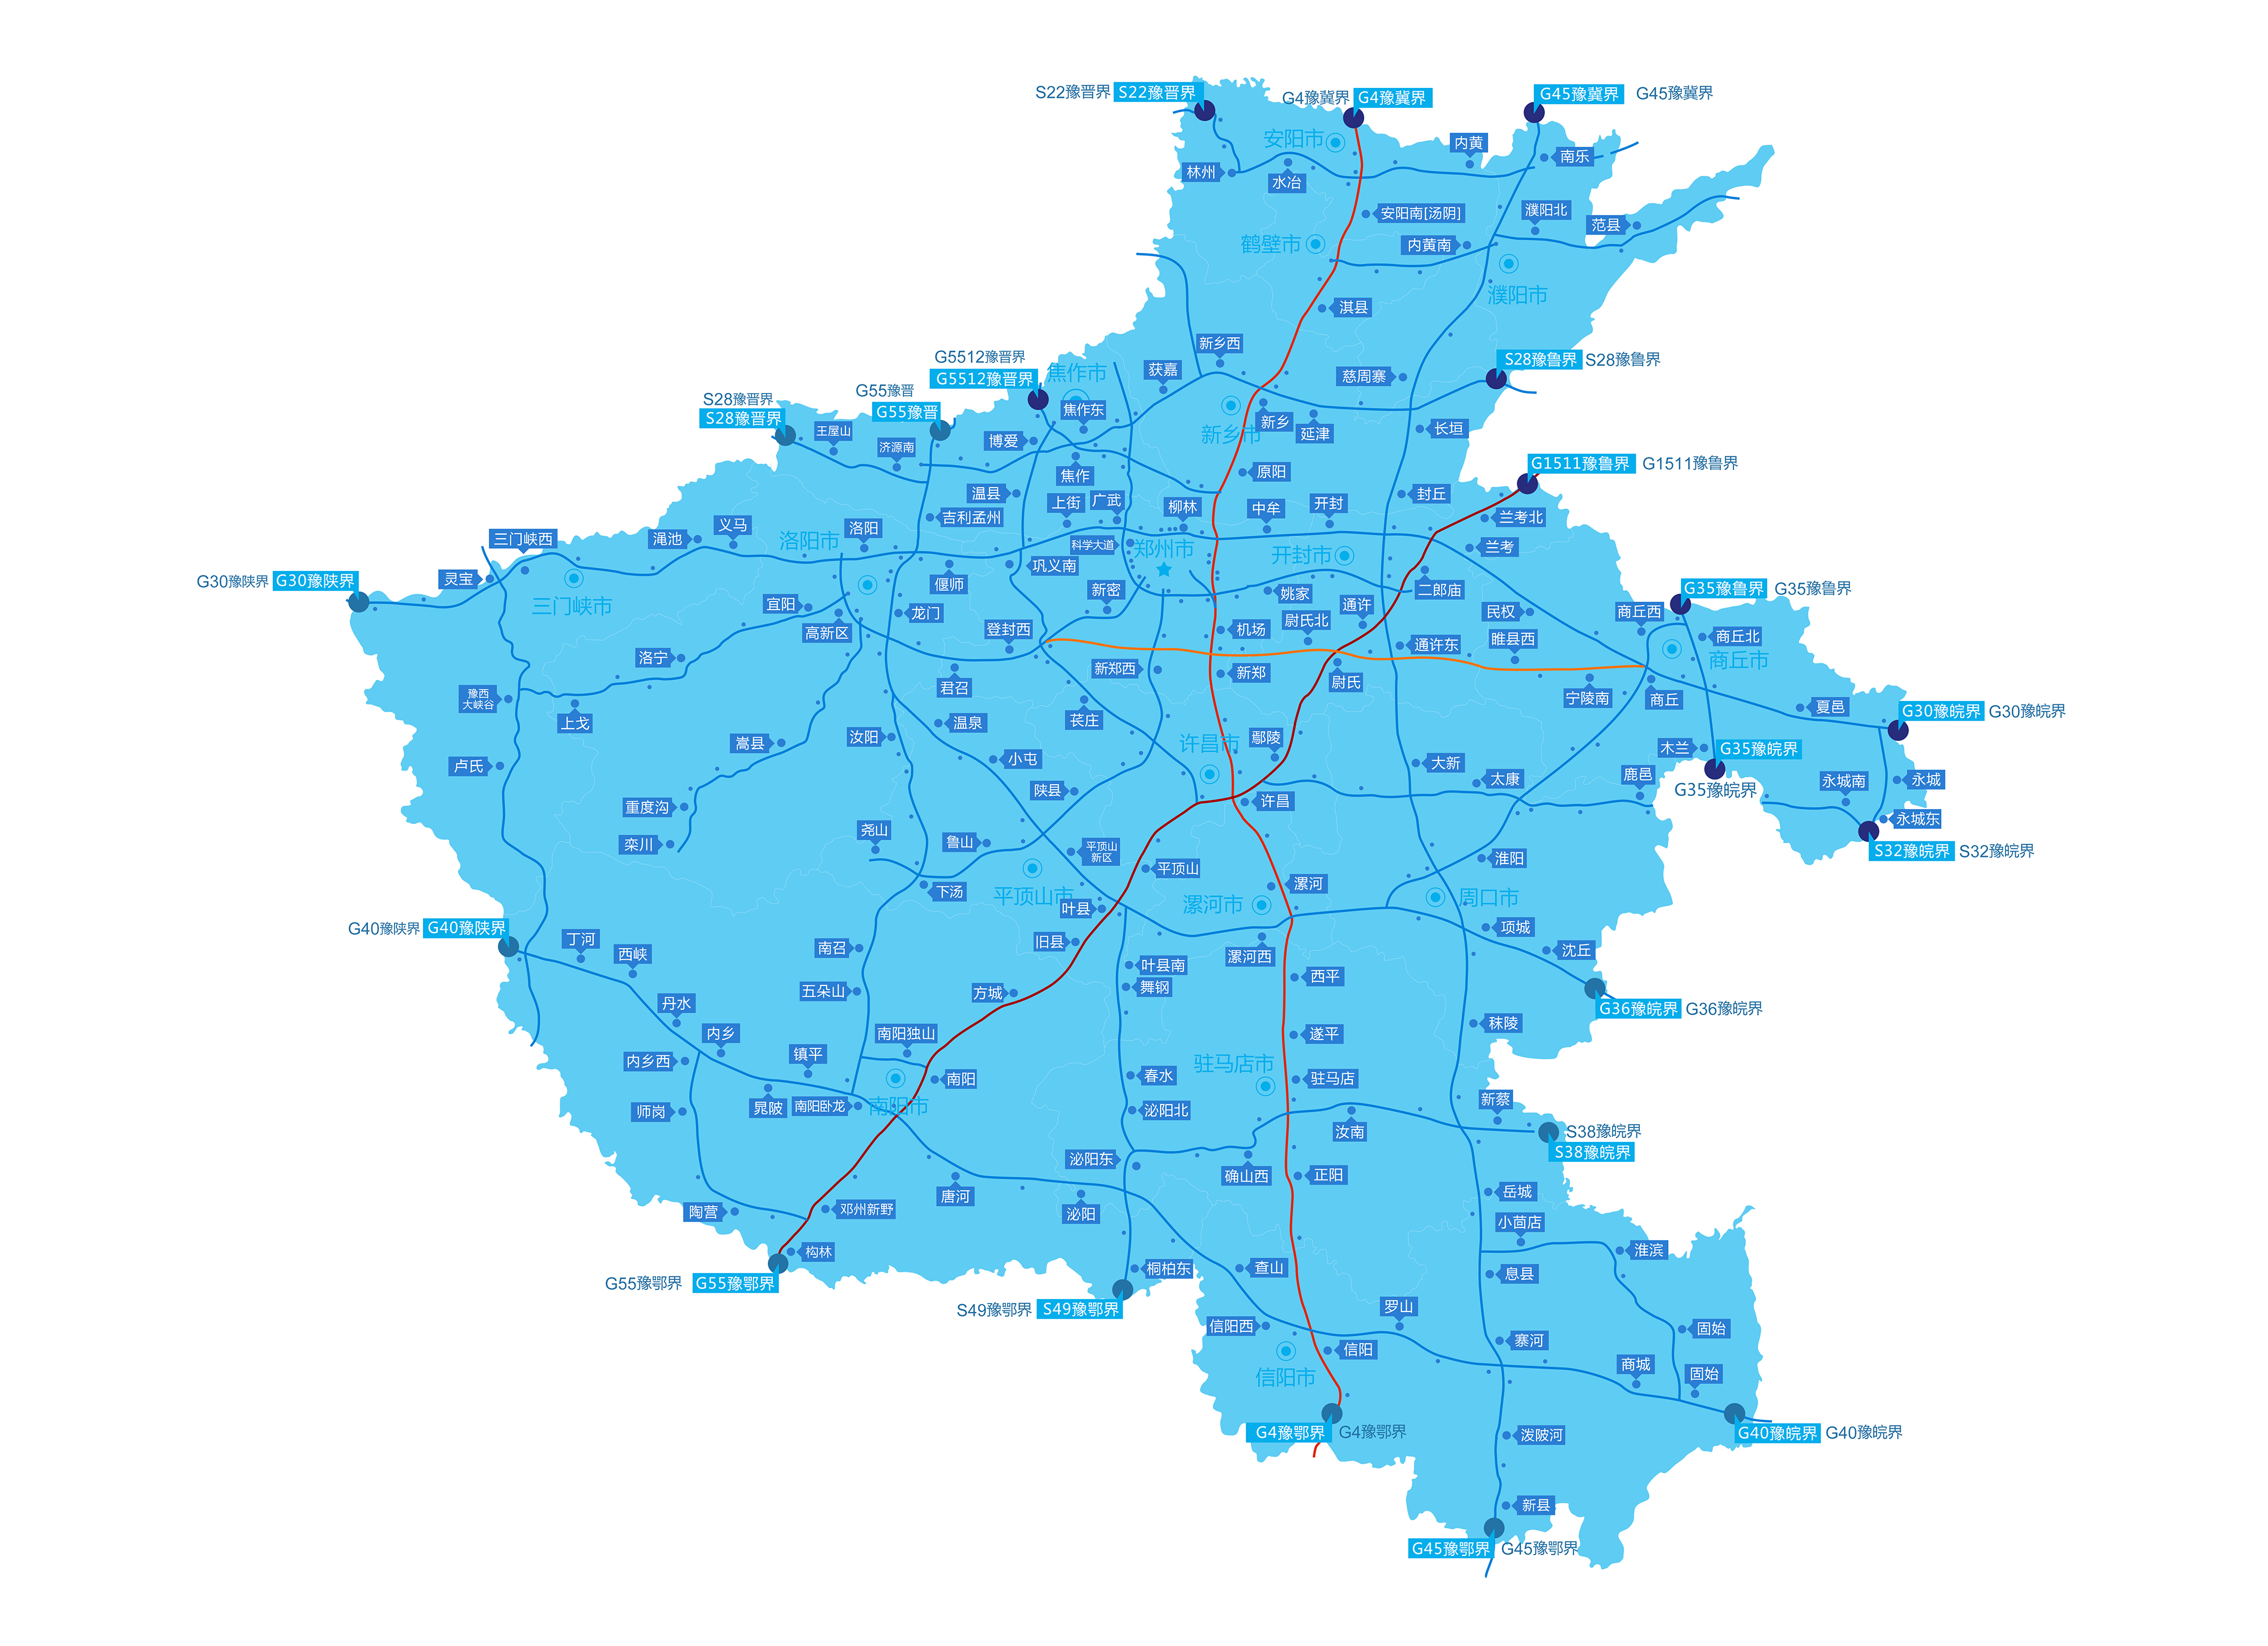 S22豫晋界
S22豫晋界
G4豫冀界
G4豫冀界
G45豫冀界
G45豫冀界
安阳市
内黄
南乐
林州
水冶
安阳南[汤阴]
濮阳北
范县
鹤壁市
内黄南
濮阳市
淇县
新乡西
G5512豫晋界
G5512豫晋界
焦作市
获嘉
慈周寨
S28豫鲁界
S28豫鲁界
G55豫晋
G55豫晋
S28豫晋界
S28豫晋界
焦作东
新乡
延津
长垣
新乡市
王屋山
济源南
博爱
焦作
原阳
G1511豫鲁界
G1511豫鲁界
温县
上街
广武
柳林
中牟
开封
封丘
吉利孟州
兰考北
三门峡西
渑池
义马
洛阳市
洛阳
科学大道
郑州市
开封市
兰考
G30豫陕界
G30豫陕界
灵宝
三门峡市
偃师
巩义南
新密
姚家
二郎庙
G35豫鲁界
G35豫鲁界
宜阳
高新区
龙门
登封西
机场
尉氏北
通许
民权
商丘西
商丘北
洛宁
新郑西
新郑
尉氏
通许东
睢县西
商丘市
豫西
大峡谷
上戈
君召
苌庄
宁陵南
商丘
夏邑
G30豫皖界
G30豫皖界
嵩县
汝阳
温泉
许昌市
鄢陵
木兰
G35豫皖界
G35豫皖界
卢氏
小屯
大新
太康
鹿邑
永城南
永城
重度沟
陕县
许昌
永城东
栾川
尧山
鲁山
平顶山
新区
平顶山
淮阳
S32豫皖界
S32豫皖界
下汤
平顶山市
叶县
漯河市
漯河
周口市
G40豫陕界
G40豫陕界
丁河
西峡
南召
旧县
漯河西
项城
沈丘
叶县南
舞钢
西平
五朵山
方城
G36豫皖界
G36豫皖界
丹水
内乡
内乡西
镇平
南阳独山
遂平
秣陵
驻马店市
南阳
春水
驻马店
师岗
晁陂
南阳卧龙
南阳市
泌阳北
汝南
新蔡
S38豫皖界
S38豫皖界
泌阳东
确山西
正阳
唐河
泌阳
岳城
陶营
邓州新野
小茴店
淮滨
构林
G55豫鄂界
G55豫鄂界
桐柏东
查山
息县
S49豫鄂界
S49豫鄂界
信阳西
罗山
固始
信阳
寨河
信阳市
商城
固始
G4豫鄂界
G4豫鄂界
泼陂河
G40豫皖界
G40豫皖界
新县
G45豫鄂界
G45豫鄂界